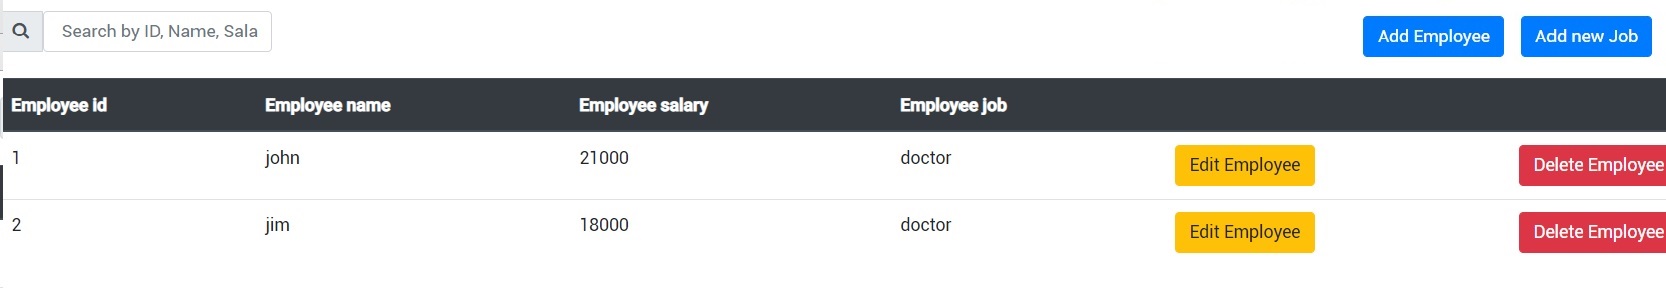 Search by ID, Name, Sala
Add Employee Add new Job
Employee id Employee name Employee salary Employee job
1 john 21000 doctor Edit Employee Delete Employee
2 jim 18000 doctor Edit Employee Delete Employee